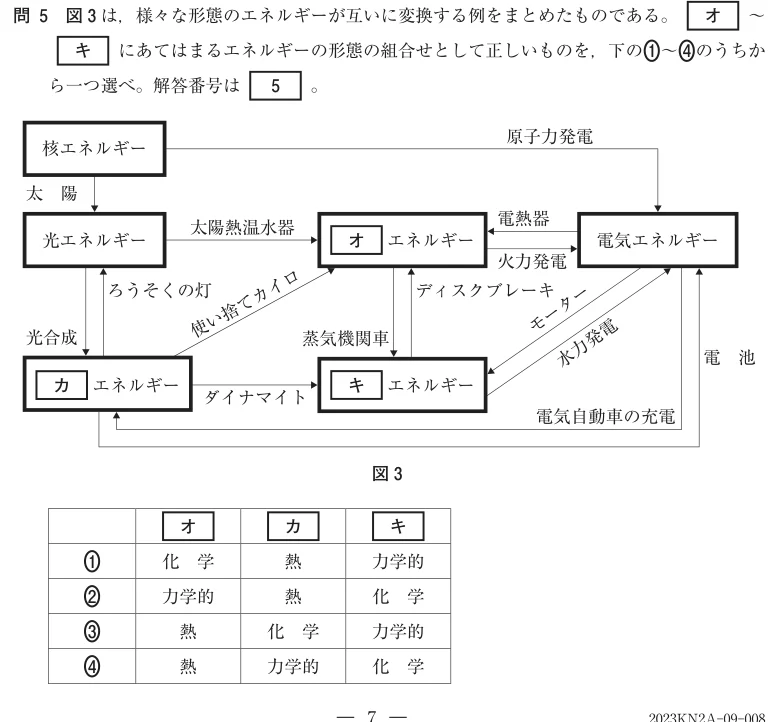 問 5 図 3 は，様々な形態のエネルギーが互いに変換する例をまとめたものである。 オ ～
キ にあてはまるエネルギーの形態の組合せとして正しいものを，下の①～④のうちか
ら一つ選べ。解答番号は 5 。
核エネルギー
原子力発電
太 陽
光エネルギー
太陽熱温水器
オ エネルギー
電熱器
火力発電
電気エネルギー
ろうそくの灯
使い捨てカイロ
ディスクブレーキ
モーター
水力発電
光合成
蒸気機関車
電 池
カ エネルギー
ダイナマイト
キ エネルギー
電気自動車の充電
図 3
オ カ キ
① 化 学 熱 力学的
② 力学的 熱 化 学
③ 熱 化 学 力学的
④ 熱 力学的 化 学
— 7 —
2023KN2A-09-008